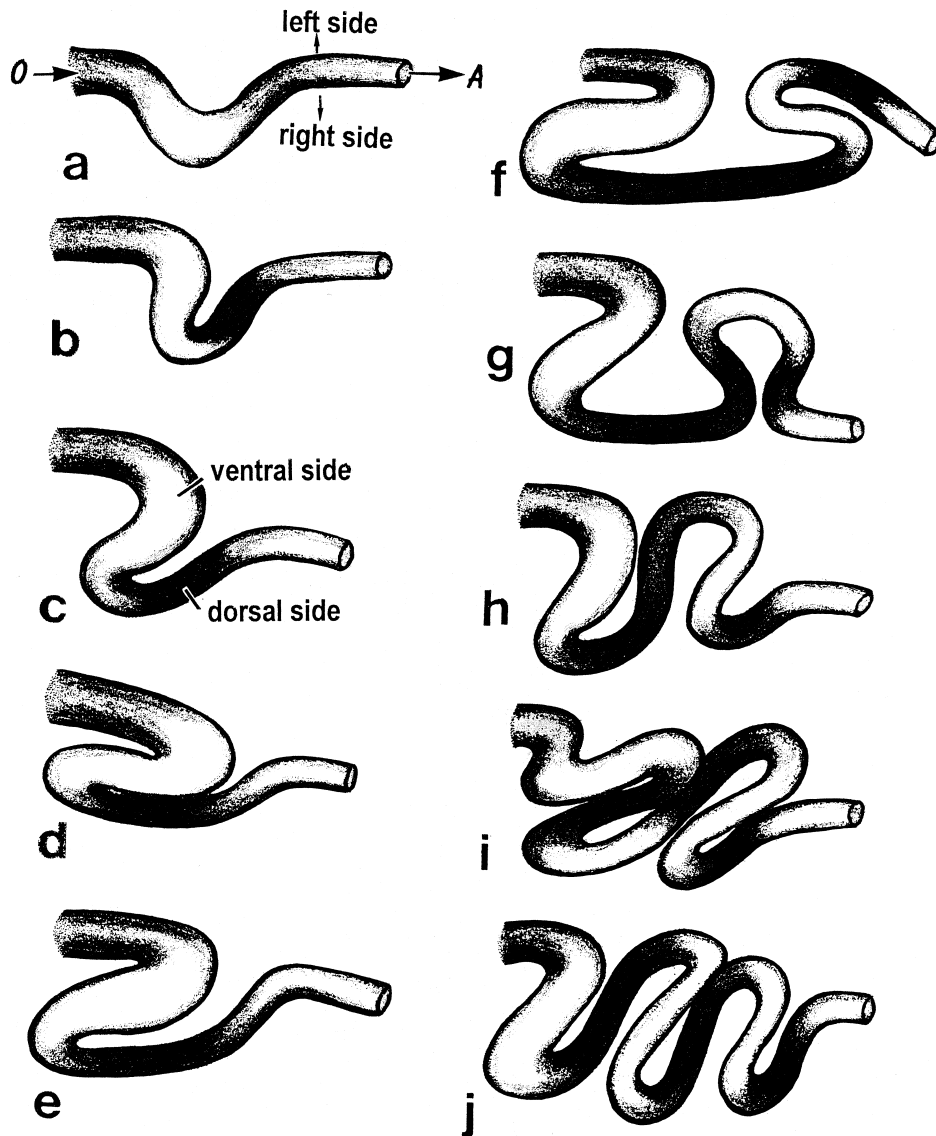 left side
O
A
right side
a
b
ventral side
c
dorsal side
d
e
f
g
h
i
j